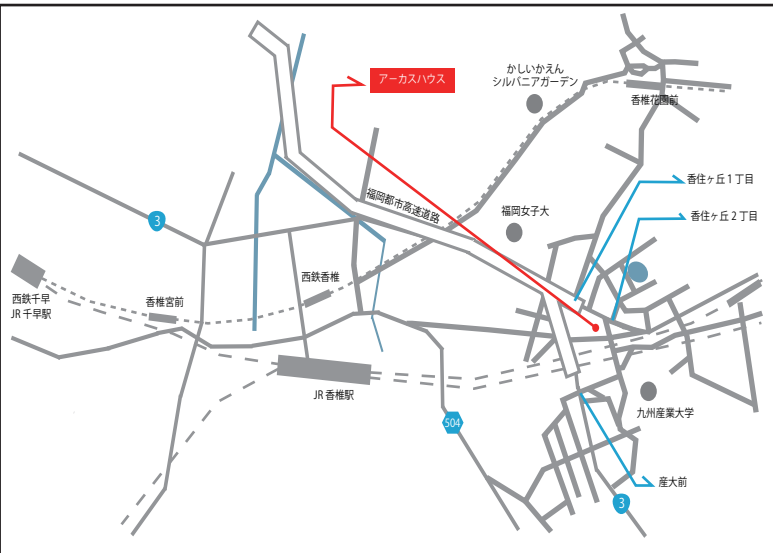 かしいかえん
シルバニアガーデン
アーカスハウス
香椎花園前
香住ヶ丘1丁目
福岡都市高速道路
福岡女子大
香住ヶ丘2丁目
3
西鉄香椎
西鉄千早
JR千早駅
香椎宮前
JR香椎駅
九州産業大学
504
産大前
3